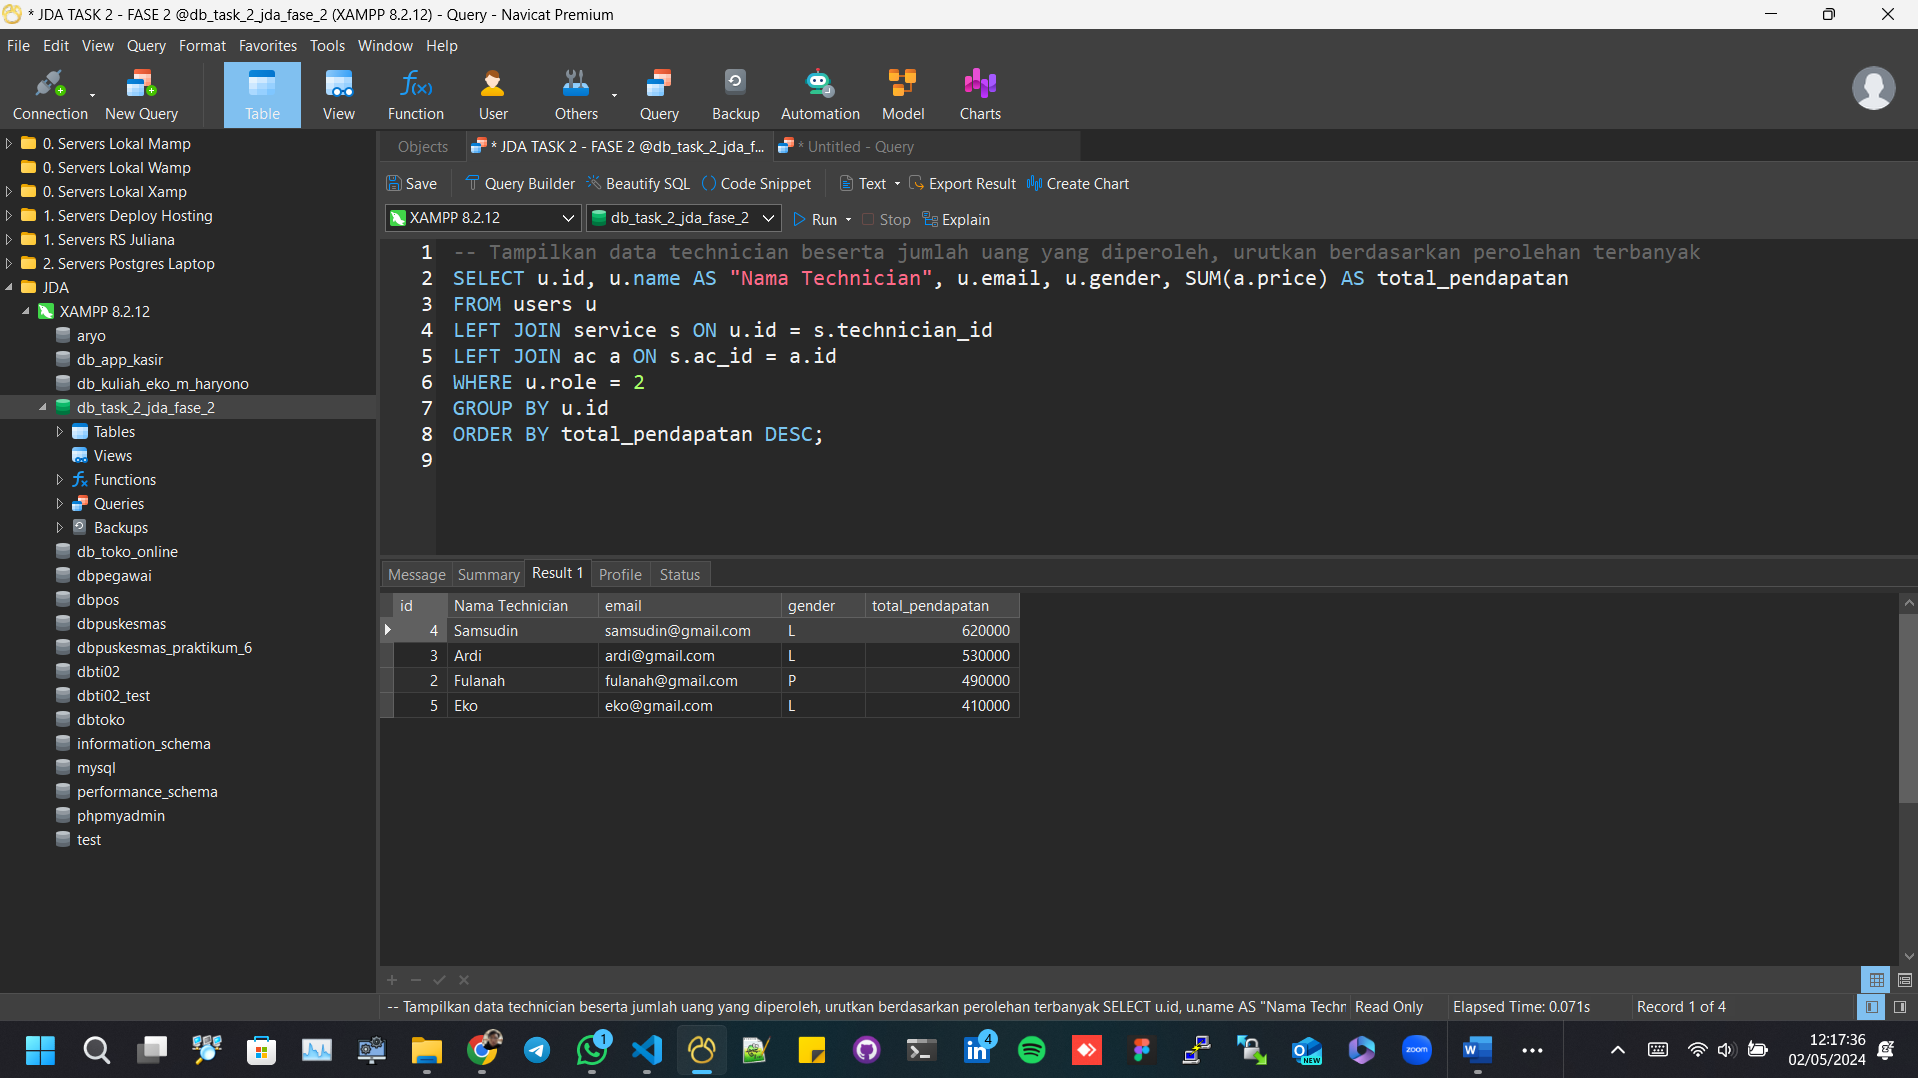 * JDA TASK 2 - FASE 2 @db_task_2_jda_fase_2 (XAMPP 8.2.12) - Query - Navicat Premium
File Edit View Query Format Favorites Tools Window Help
Connection New Query Table View Function User Others Query Backup Automation Model Charts
0. Servers Lokal Mamp
0. Servers Lokal Wamp
0. Servers Lokal Xamp
1. Servers Deploy Hosting
1. Servers RS Juliana
2. Servers Postgres Laptop
JDA
XAMPP 8.2.12
aryo
db_app_kasir
db_kuliah_eko_m_haryono
db_task_2_jda_fase_2
Tables
Views
Functions
Queries
Backups
db_toko_online
dbpegawai
dbpos
dbpuskesmas
dbpuskesmas_praktikum_6
dbti02
dbti02_test
dbtoko
information_schema
mysql
performance_schema
phpmyadmin
test
Objects * JDA TASK 2 - FASE 2 @db_task_2_jda_f... * Untitled - Query
Save Query Builder Beautify SQL () Code Snippet Text Export Result Create Chart
XAMPP 8.2.12 db_task_2_jda_fase_2 Run Stop Explain
1 -- Tampilkan data technician beserta jumlah uang yang diperoleh, urutkan berdasarkan perolehan terbanyak
2 SELECT u.id, u.name AS "Nama Technician", u.email, u.gender, SUM(a.price) AS total_pendapatan
3 FROM users u
4 LEFT JOIN service s ON u.id = s.technician_id
5 LEFT JOIN ac a ON s.ac_id = a.id
6 WHERE u.role = 2
7 GROUP BY u.id
8 ORDER BY total_pendapatan DESC;
9
Message Summary Result 1 Profile Status
id Nama Technician email gender total_pendapatan
4 Samsudin samsudin@gmail.com L 620000
3 Ardi ardi@gmail.com L 530000
2 Fulanah fulanah@gmail.com P 490000
5 Eko eko@gmail.com L 410000
-- Tampilkan data technician beserta jumlah uang yang diperoleh, urutkan berdasarkan perolehan terbanyak SELECT u.id, u.name AS "Nama Techr Read Only Elapsed Time: 0.071s Record 1 of 4
1
4
NEW
zoom
12:17:36
02/05/2024